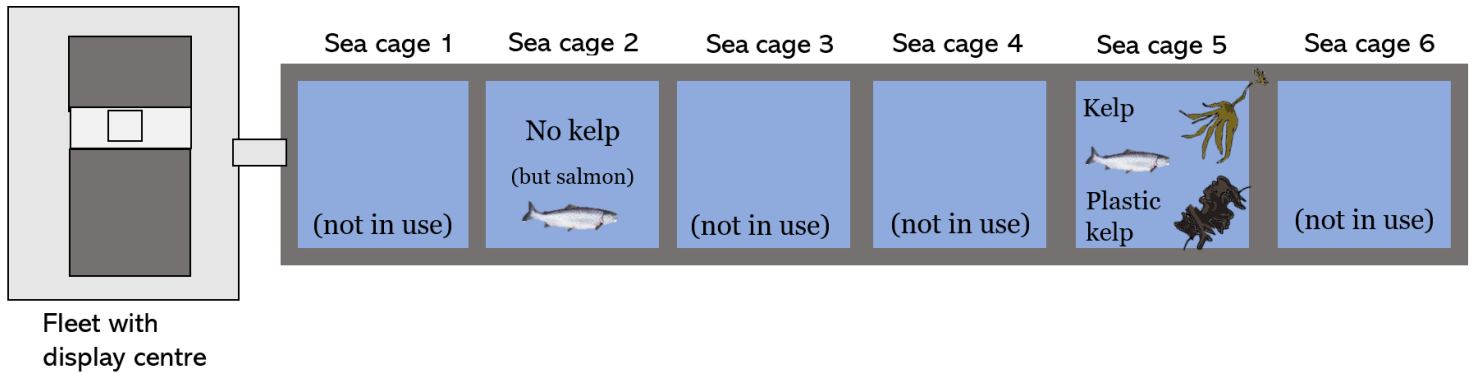 Sea cage 1
Sea cage 2
Sea cage 3
Sea cage 4
Sea cage 5
Sea cage 6
No kelp
(but salmon)
Kelp
Plastic
kelp
(not in use)
(not in use)
(not in use)
(not in use)
Fleet with
display centre